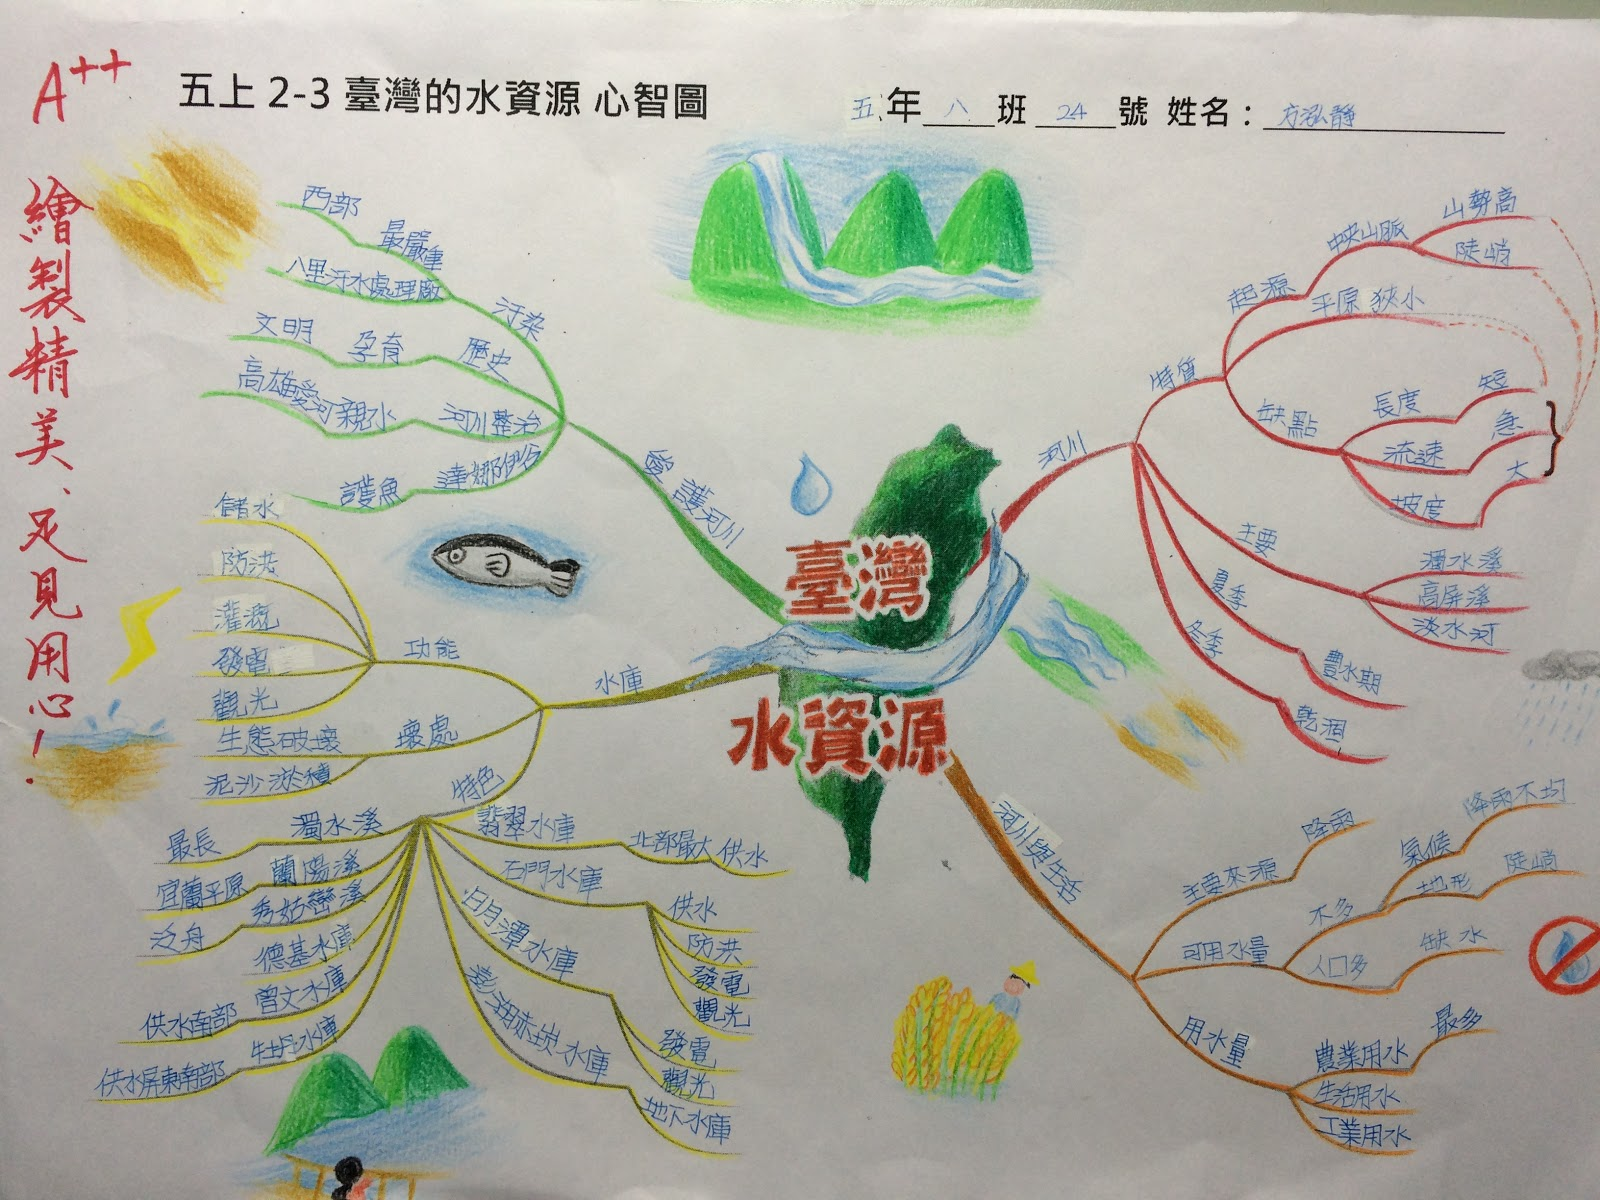 A++
繪製精美、足見用心!
五上 2-3 臺灣的水資源 心智圖
五年 八 班 24 號 姓名：方泓靜
臺灣
水資源
河川
特質
起源
中央山脈
山勢高
陡峭
平原 狹小
缺點
長度
短
流速
急
坡度
大
主要
濁水溪
高屏溪
淡水河
夏季
豐水期
冬季
乾涸
河川與生活
主要來源
降雨
可用水量
不多
氣候
降雨不均
地形
陡峭
人口多
缺水
用水量
農業用水
最多
生活用水
工業用水
愛護河川
汙染
最嚴重
西部
八里汙水處理廠
歷史
孕育
文明
河川整治
親水
高雄愛河
達娜伊谷
護魚
水庫
功能
儲水
防洪
灌溉
發電
觀光
壞處
生態破壞
泥沙淤積
特色
濁水溪
最長
蘭陽溪
宜蘭平原
秀姑巒溪
泛舟
德基水庫
曾文水庫
供水南部
牡丹水庫
供水屏東南部
翡翠水庫
北部最大
供水
石門水庫
供水
防洪
發電
觀光
日月潭水庫
發電
觀光
澎湖赤崁水庫
地下水庫